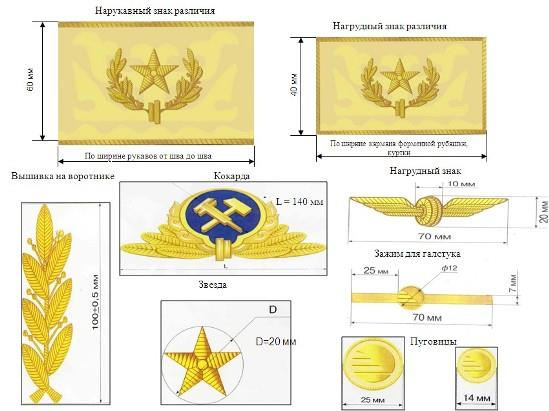 Нарукавный знак различия
Нагрудный знак различия
60 мм
40 мм
По ширине рукавов от шва до шва
По ширине кармана форменной рубашки,
куртки
Вышивка на воротнике
Кокарда
Нагрудный знак
L = 140 мм
L
10 мм
20 мм
70 мм
100±0,5 мм
Звезда
D
D=20 мм
Зажим для галстука
25 мм
ф12
7 мм
70 мм
Пуговицы
25 мм
14 мм